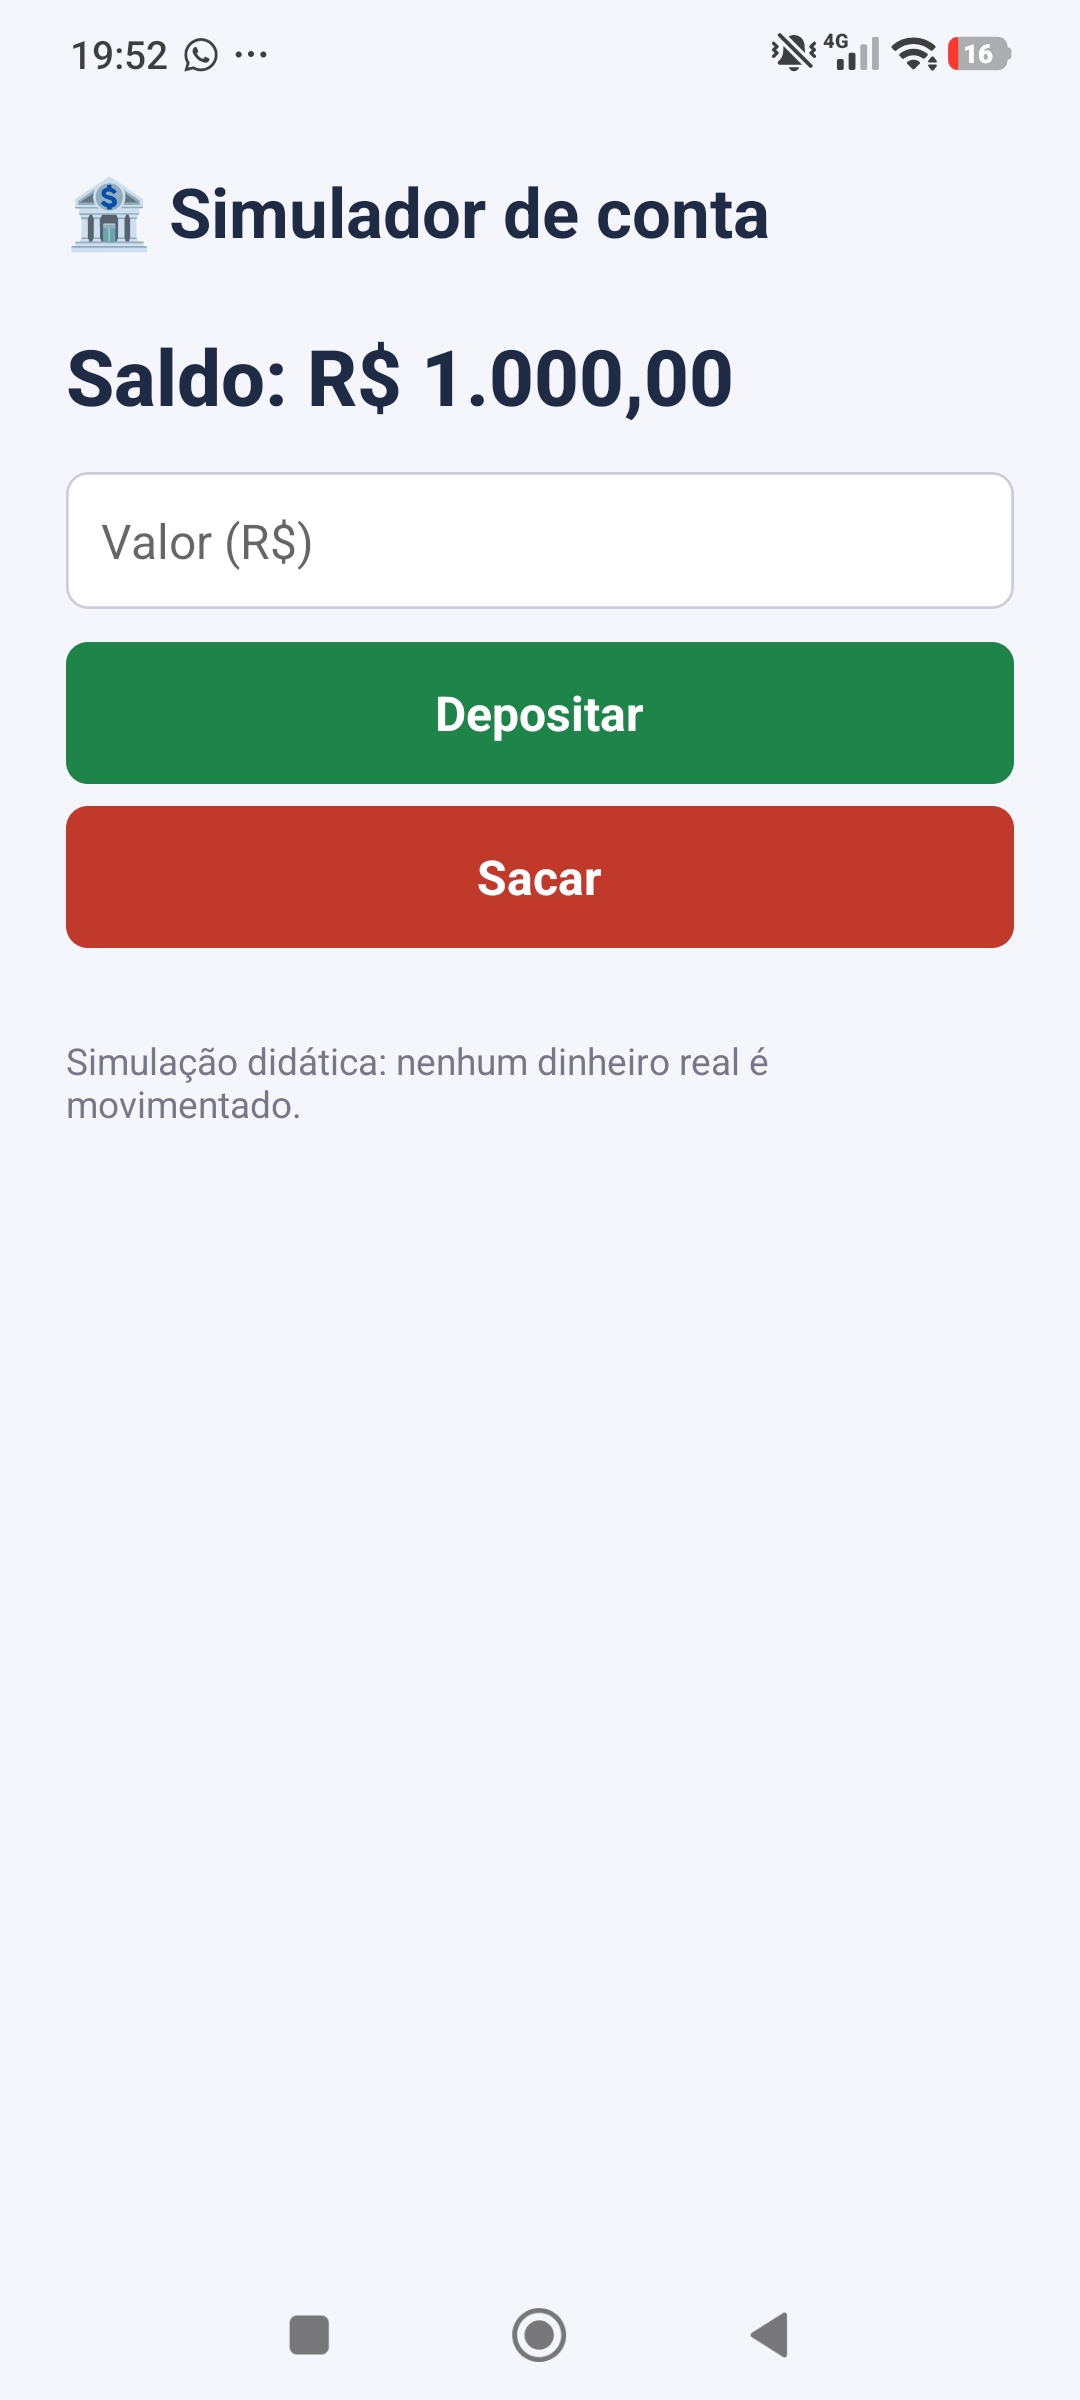 19:52
4G
16
Simulador de conta
Saldo: R$ 1.000,00
Valor (R$)
Depositar
Sacar
Simulação didática: nenhum dinheiro real é
movimentado.